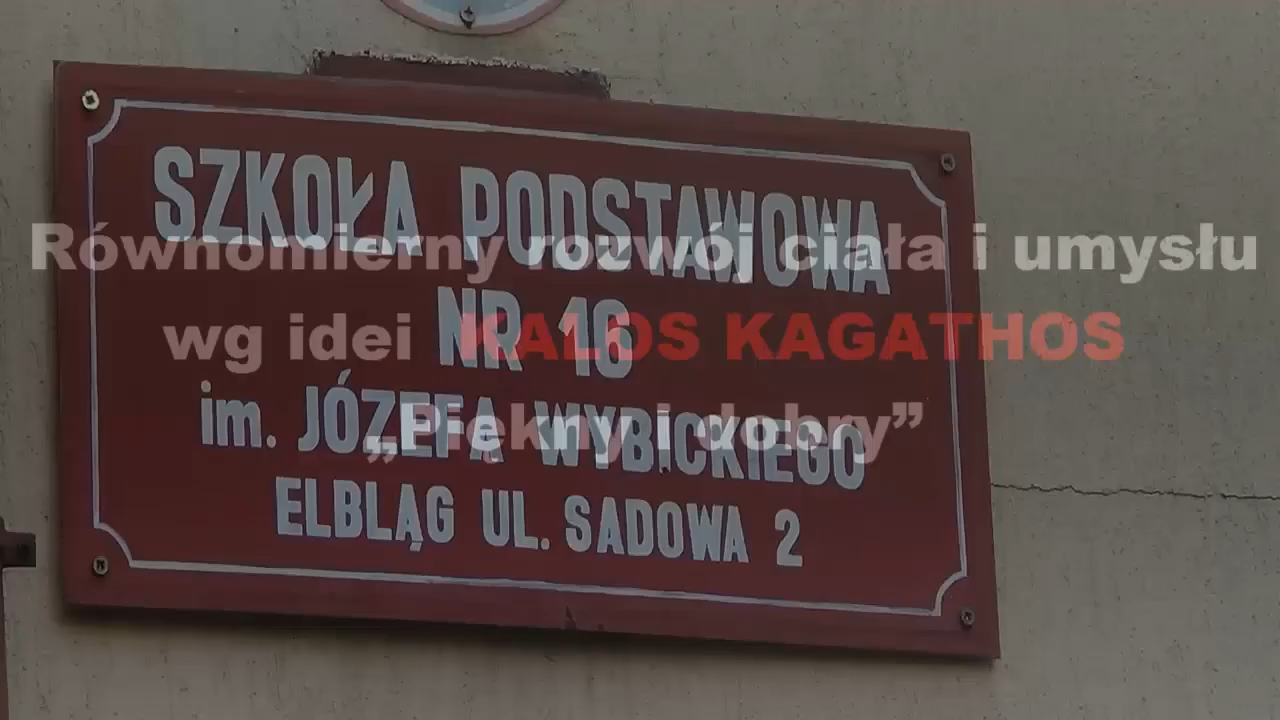 SZKOŁA PODSTAWOWA
NR 16
im. JÓZEFA WYBICKIEGO
ELBLĄG UL. SADOWA 2
Równomierny rozwój ciała i umysłu
wg idei KALOS KAGATHOS
„Piękny i dobry”